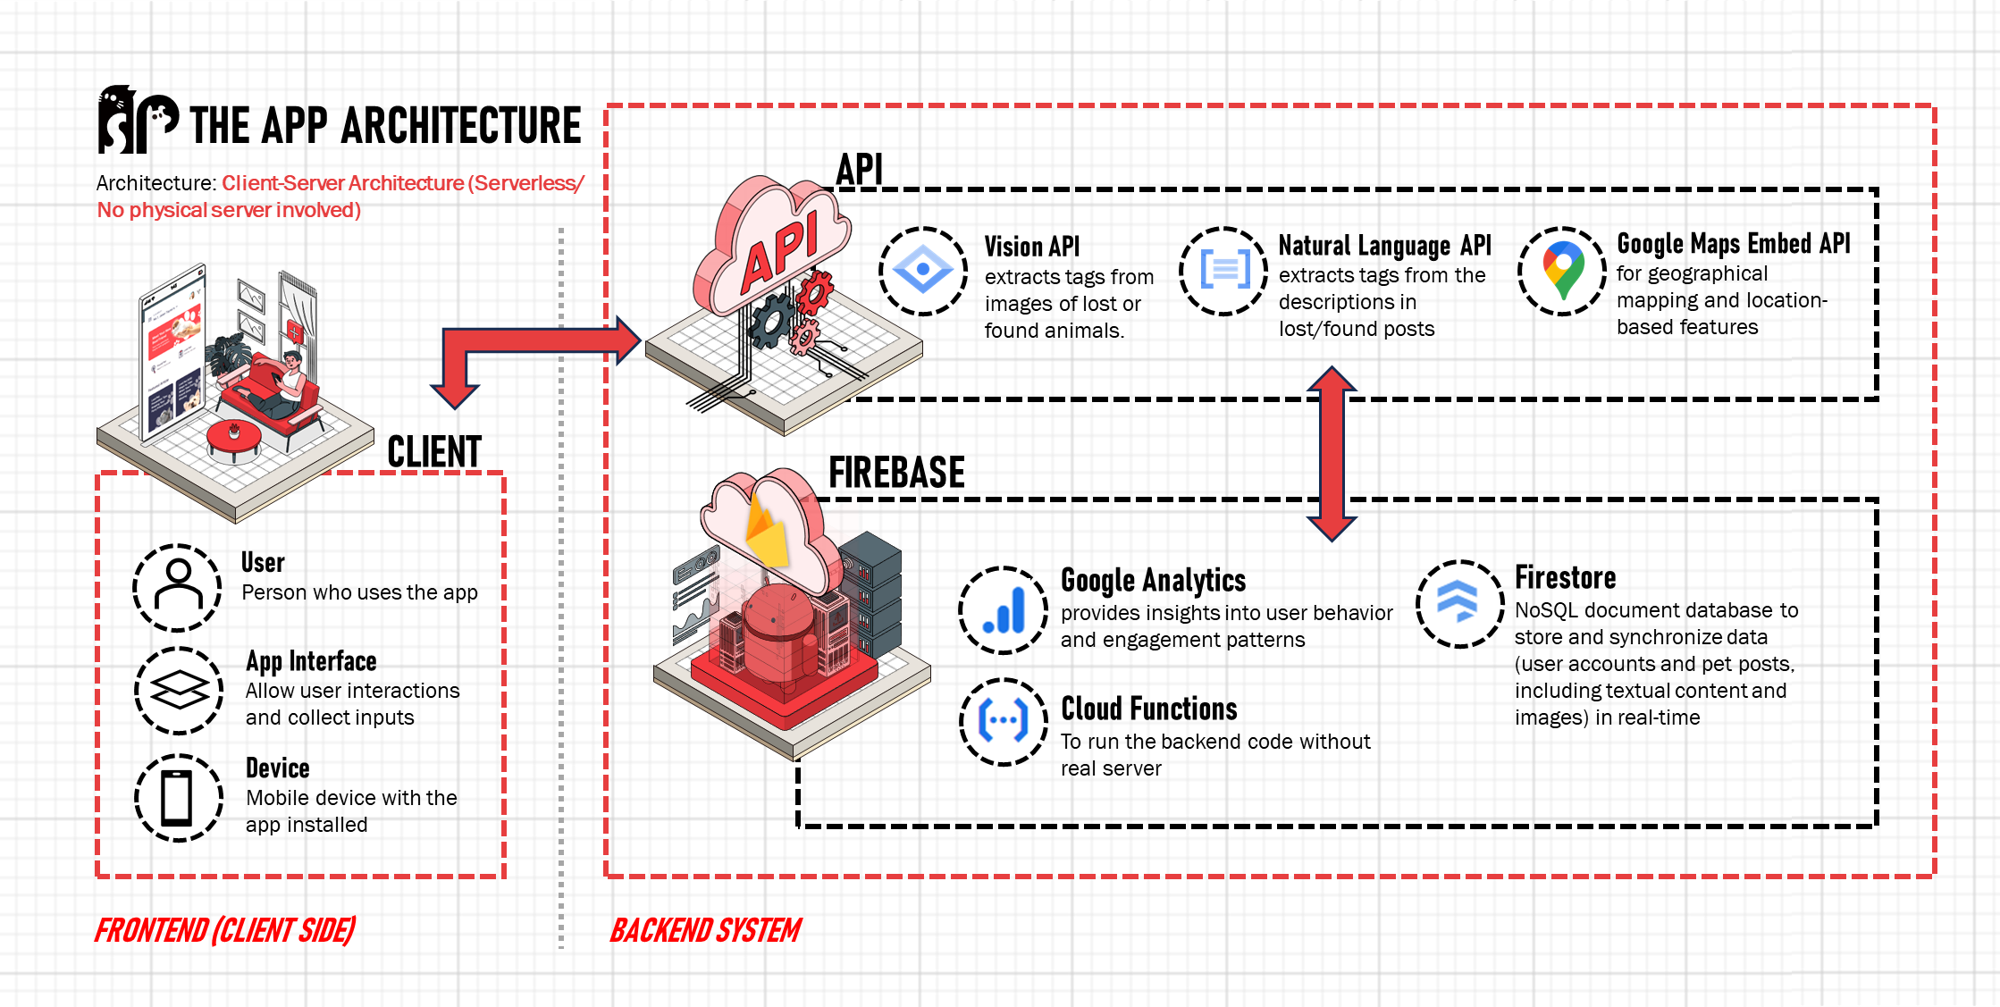 THE APP ARCHITECTURE
Architecture: Client-Server Architecture (Serverless/
No physical server involved)
CLIENT
User
Person who uses the app
App Interface
Allow user interactions
and collect inputs
Device
Mobile device with the
app installed
FRONTEND (CLIENT SIDE)
API
API
Vision API
extracts tags from
images of lost or
found animals.
Natural Language API
extracts tags from the
descriptions in
lost/found posts
Google Maps Embed API
for geographical
mapping and location-
based features
FIREBASE
Google Analytics
provides insights into user behavior
and engagement patterns
Cloud Functions
To run the backend code without
real server
Firestore
NoSQL document database to
store and synchronize data
(user accounts and pet posts,
including textual content and
images) in real-time
BACKEND SYSTEM